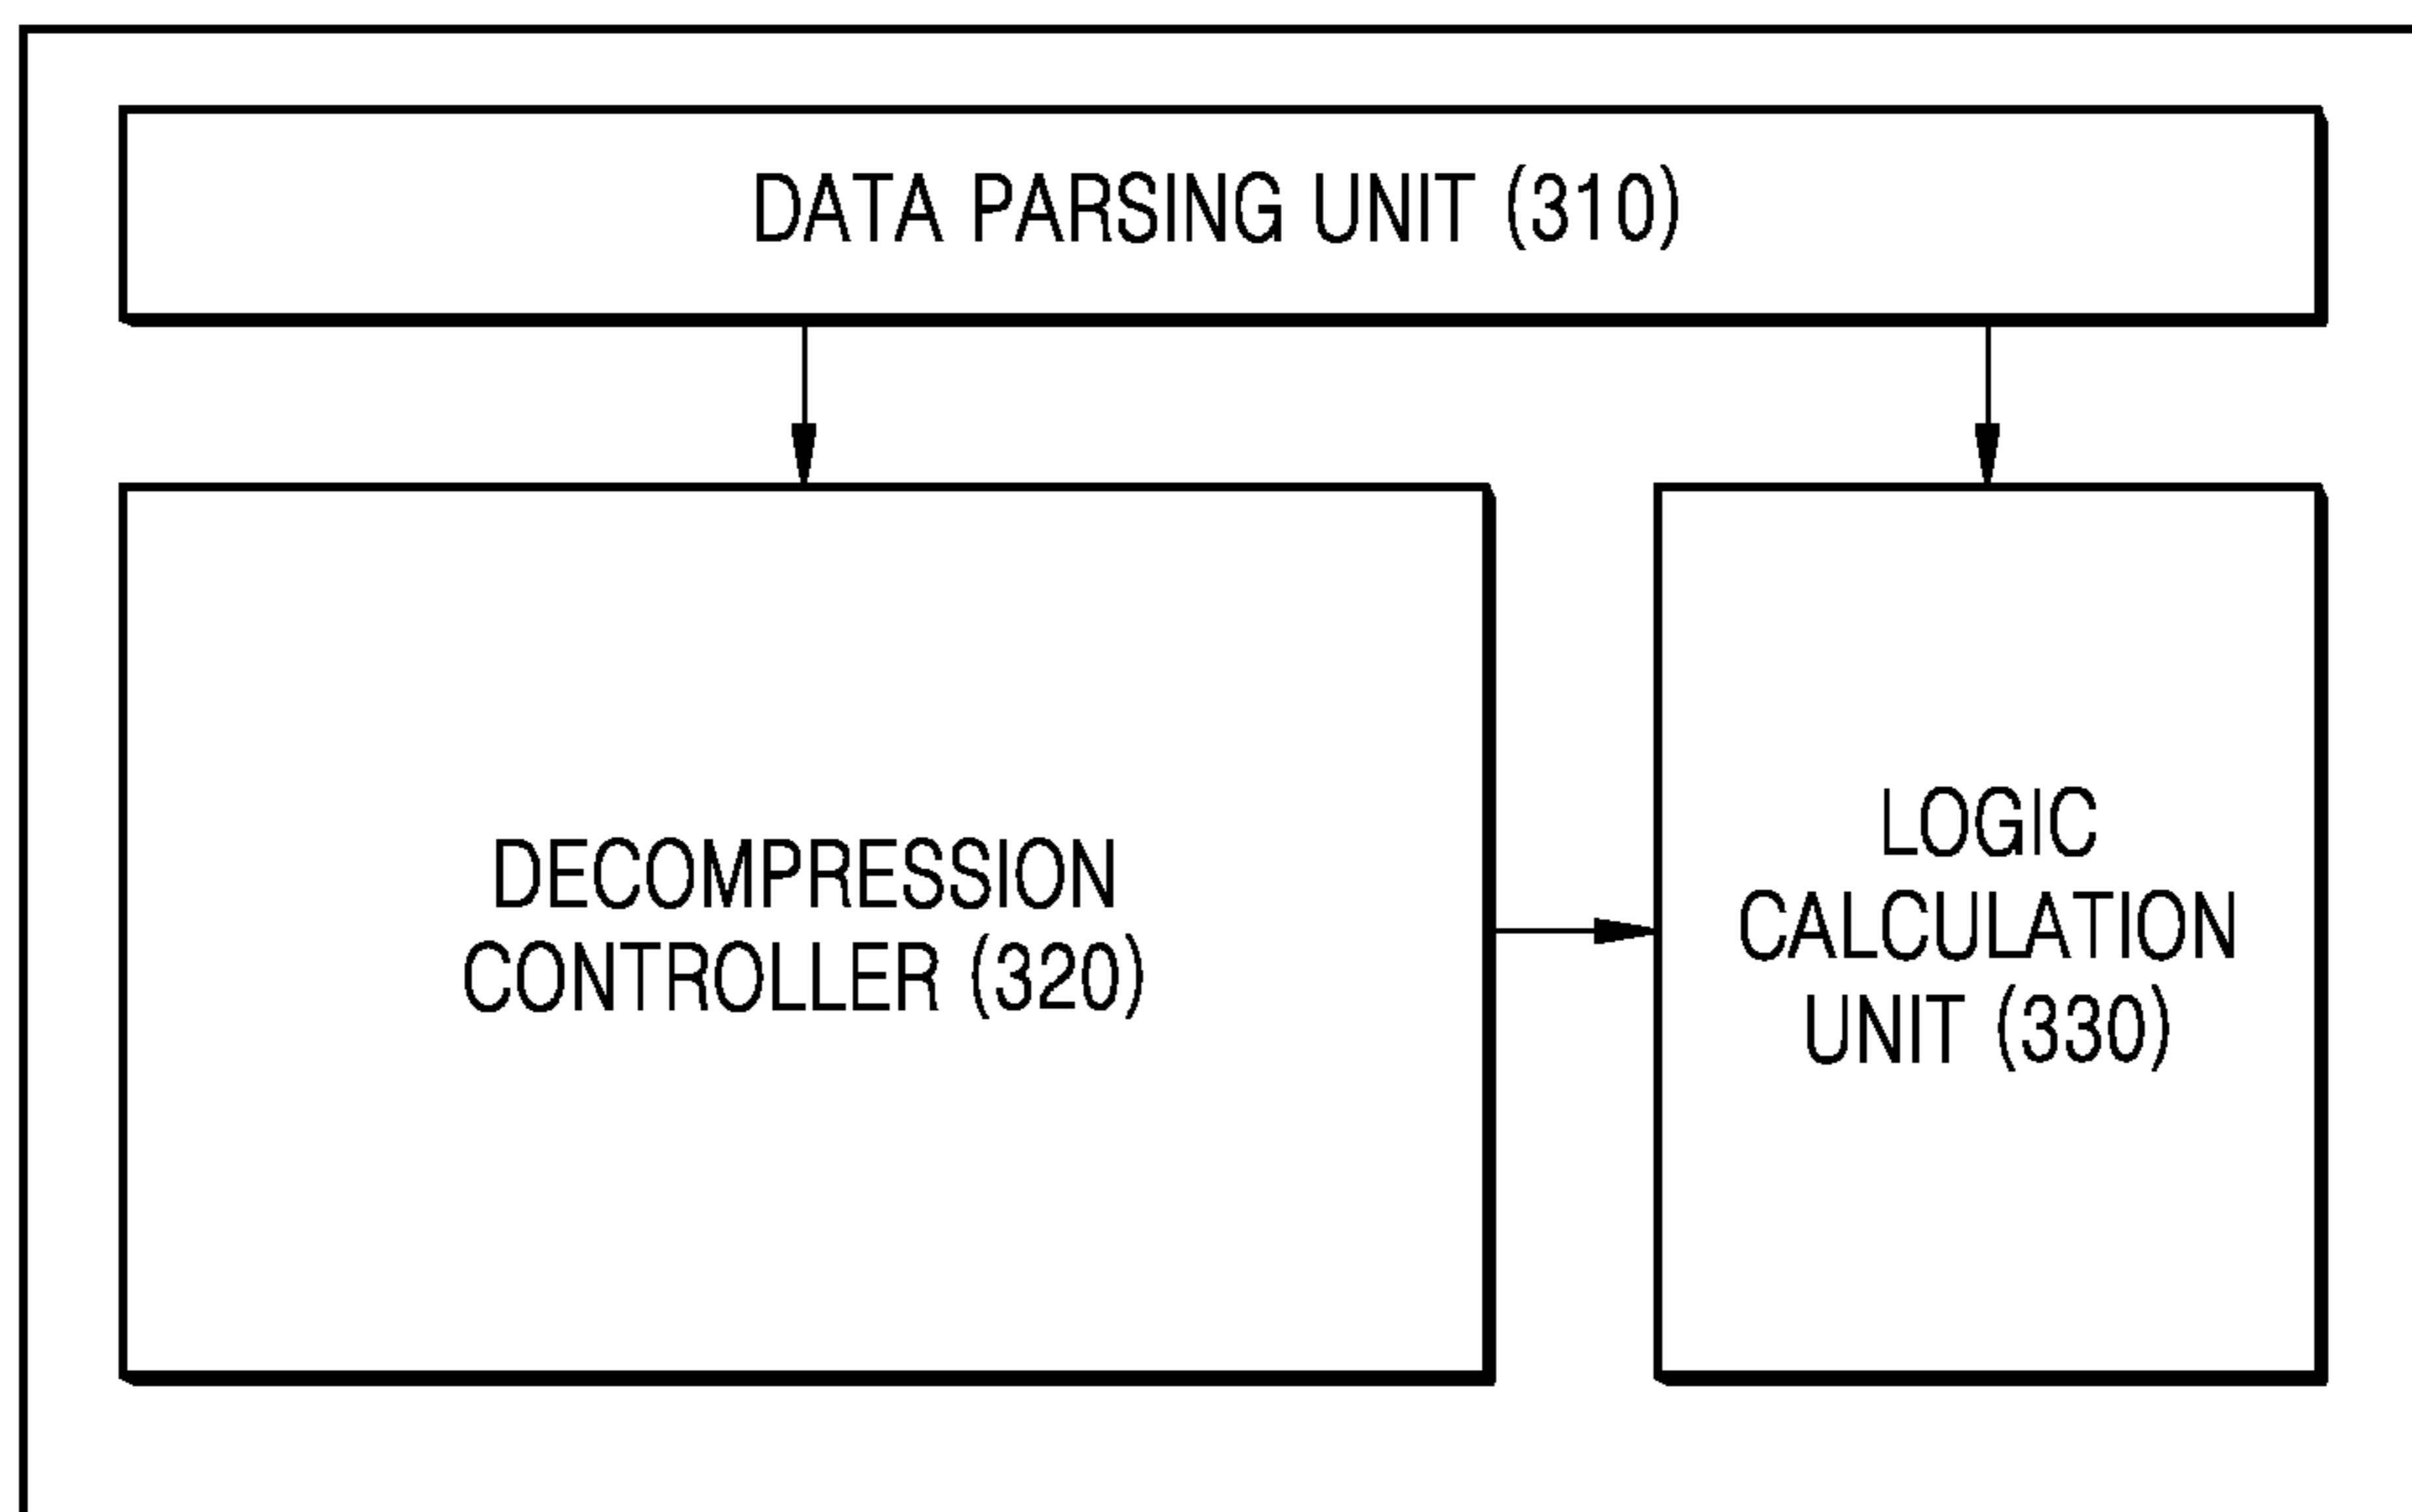 DATA PARSING UNIT (310)
DECOMPRESSION
CONTROLLER (320)
LOGIC
CALCULATION
UNIT (330)